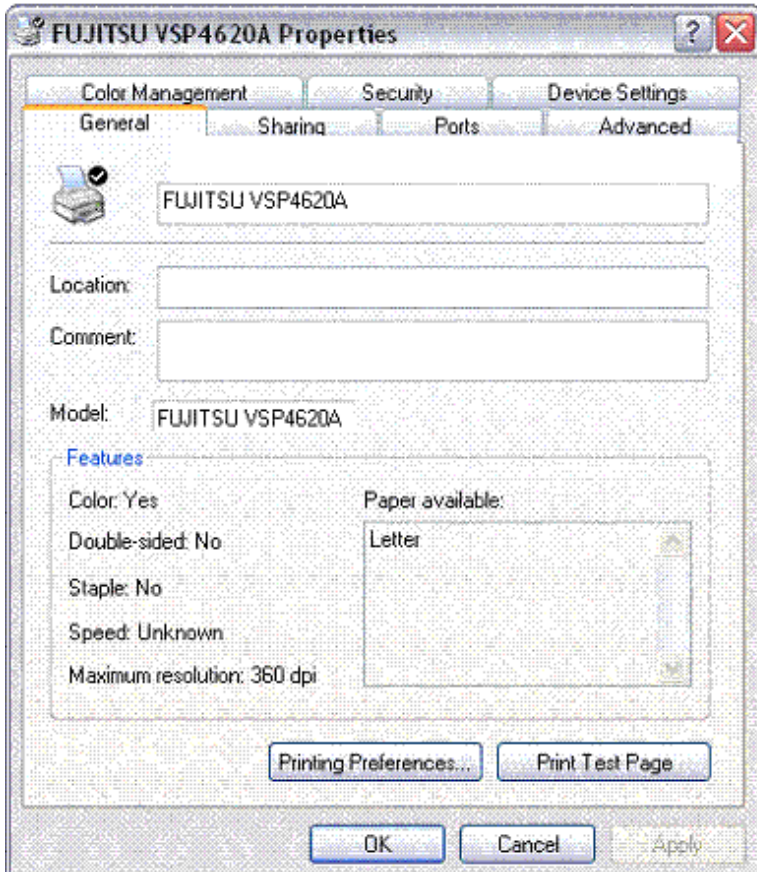 FUJITSU VSP4620A Properties
Color Management Security Device Settings
General Sharing Ports Advanced
FUJITSU VSP4620A
Location:
Comment:
Model: FUJITSU VSP4620A
Features
Color: Yes Paper available:
Double-sided: No Letter
Staple: No
Speed: Unknown
Maximum resolution: 360 dpi
Printing Preferences... Print Test Page
OK Cancel Apply